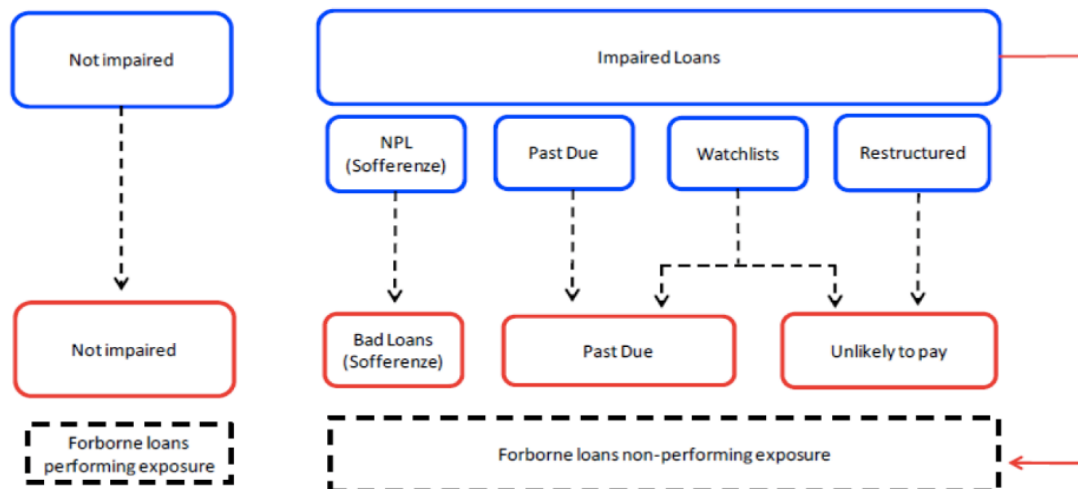 Not impaired
Impaired Loans
NPL
(Sofferenze)
Past Due
Watchlists
Restructured
Not impaired
Bad Loans
(Sofferenze)
Past Due
Unlikely to pay
Forborne loans
performing exposure
Forborne loans non-performing exposure